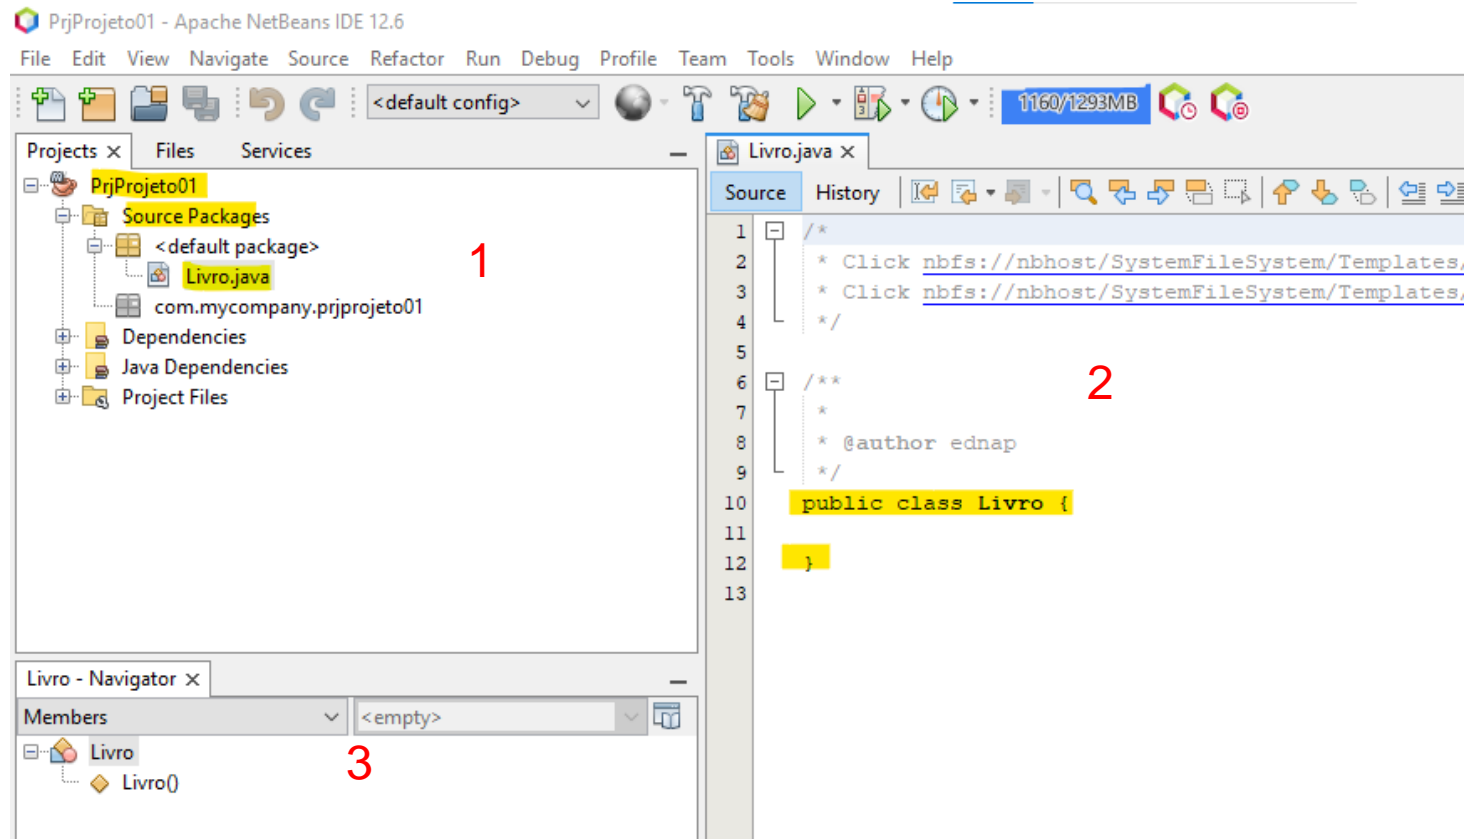 PrjProjeto01 - Apache NetBeans IDE 12.6
File Edit View Navigate Source Refactor Run Debug Profile Team Tools Window Help
<default config>
1160/1293MB
Projects Files Services
PrjProjeto01
Source Packages
<default package>
Livro.java
com.mycompany.prjprojeto01
Dependencies
Java Dependencies
Project Files
1
Livro - Navigator
Members <empty>
Livro
Livro()
3
Livro.java
Source History
1 /*
2 * Click nbfs://nbhost/SystemFileSystem/Templates/
3 * Click nbfs://nbhost/SystemFileSystem/Templates/
4 */
5
6 /**
7 *
8 * @author ednap
9 */
10 public class Livro {
11
12 }
13
2